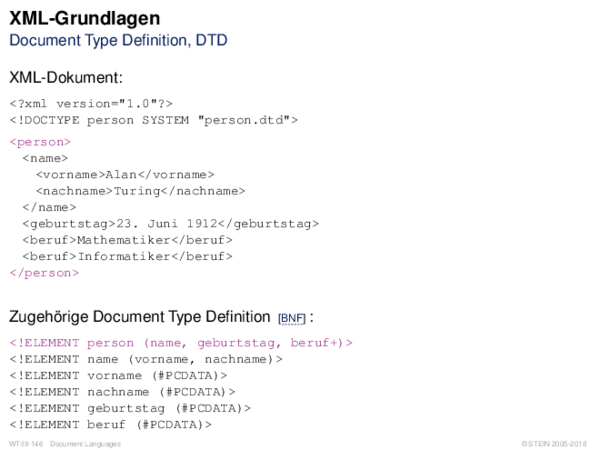 XML-Grundlagen
Document Type Definition, DTD
XML-Dokument:
<?xml version="1.0"?>
<!DOCTYPE person SYSTEM "person.dtd">
<person>
  <name>
    <vorname>Alan</vorname>
    <nachname>Turing</nachname>
  </name>
  <geburtstag>23. Juni 1912</geburtstag>
  <beruf>Mathematiker</beruf>
  <beruf>Informatiker</beruf>
</person>
Zugehörige Document Type Definition [BNF] :
<!ELEMENT person (name, geburtstag, beruf+)>
<!ELEMENT name (vorname, nachname)>
<!ELEMENT vorname (#PCDATA)>
<!ELEMENT nachname (#PCDATA)>
<!ELEMENT geburtstag (#PCDATA)>
<!ELEMENT beruf (#PCDATA)>
WT:III-146 Document Languages © STEIN 2005-2018